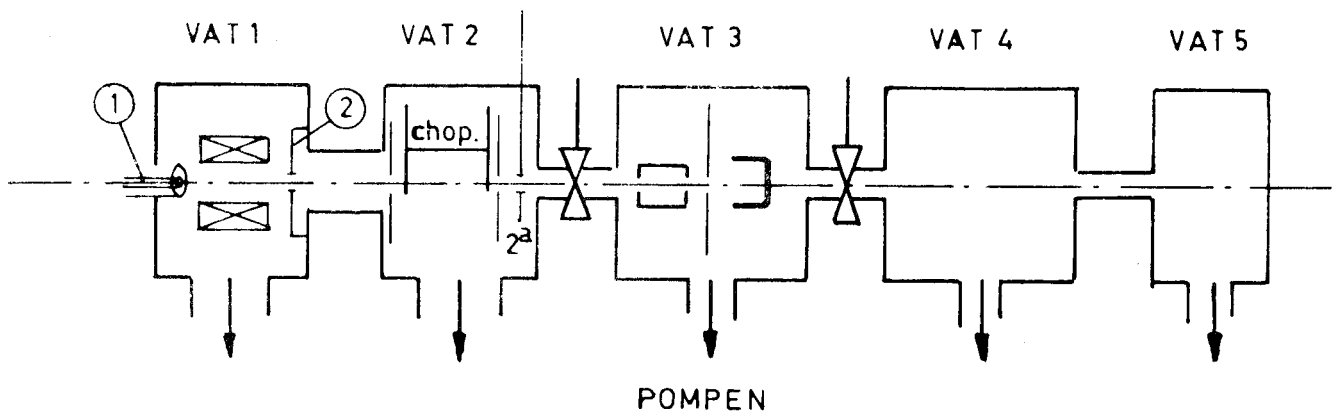 VAT 1
VAT 2
VAT 3
VAT 4
VAT 5
1
2
chop.
2a
POMPEN